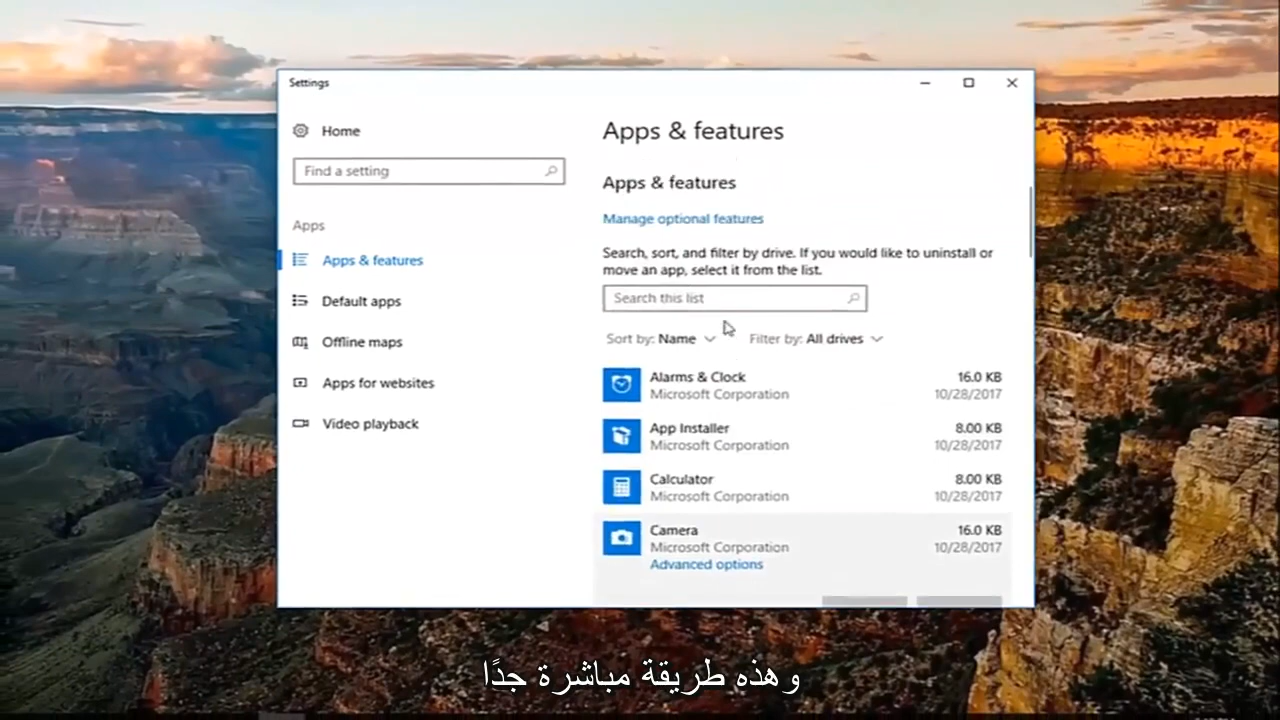 Settings
Home
Find a setting
Apps
Apps & features
Default apps
Offline maps
Apps for websites
Video playback
Apps & features
Apps & features
Manage optional features
Search, sort, and filter by drive. If you would like to uninstall or
move an app, select it from the list.
Search this list
Sort by: Name Filter by: All drives
Alarms & Clock 16.0 KB
Microsoft Corporation 10/28/2017
App Installer 8.00 KB
Microsoft Corporation 10/28/2017
Calculator 8.00 KB
Microsoft Corporation 10/28/2017
Camera 16.0 KB
Microsoft Corporation 10/28/2017
Advanced options
وهذه طريقة مباشرة جدًا